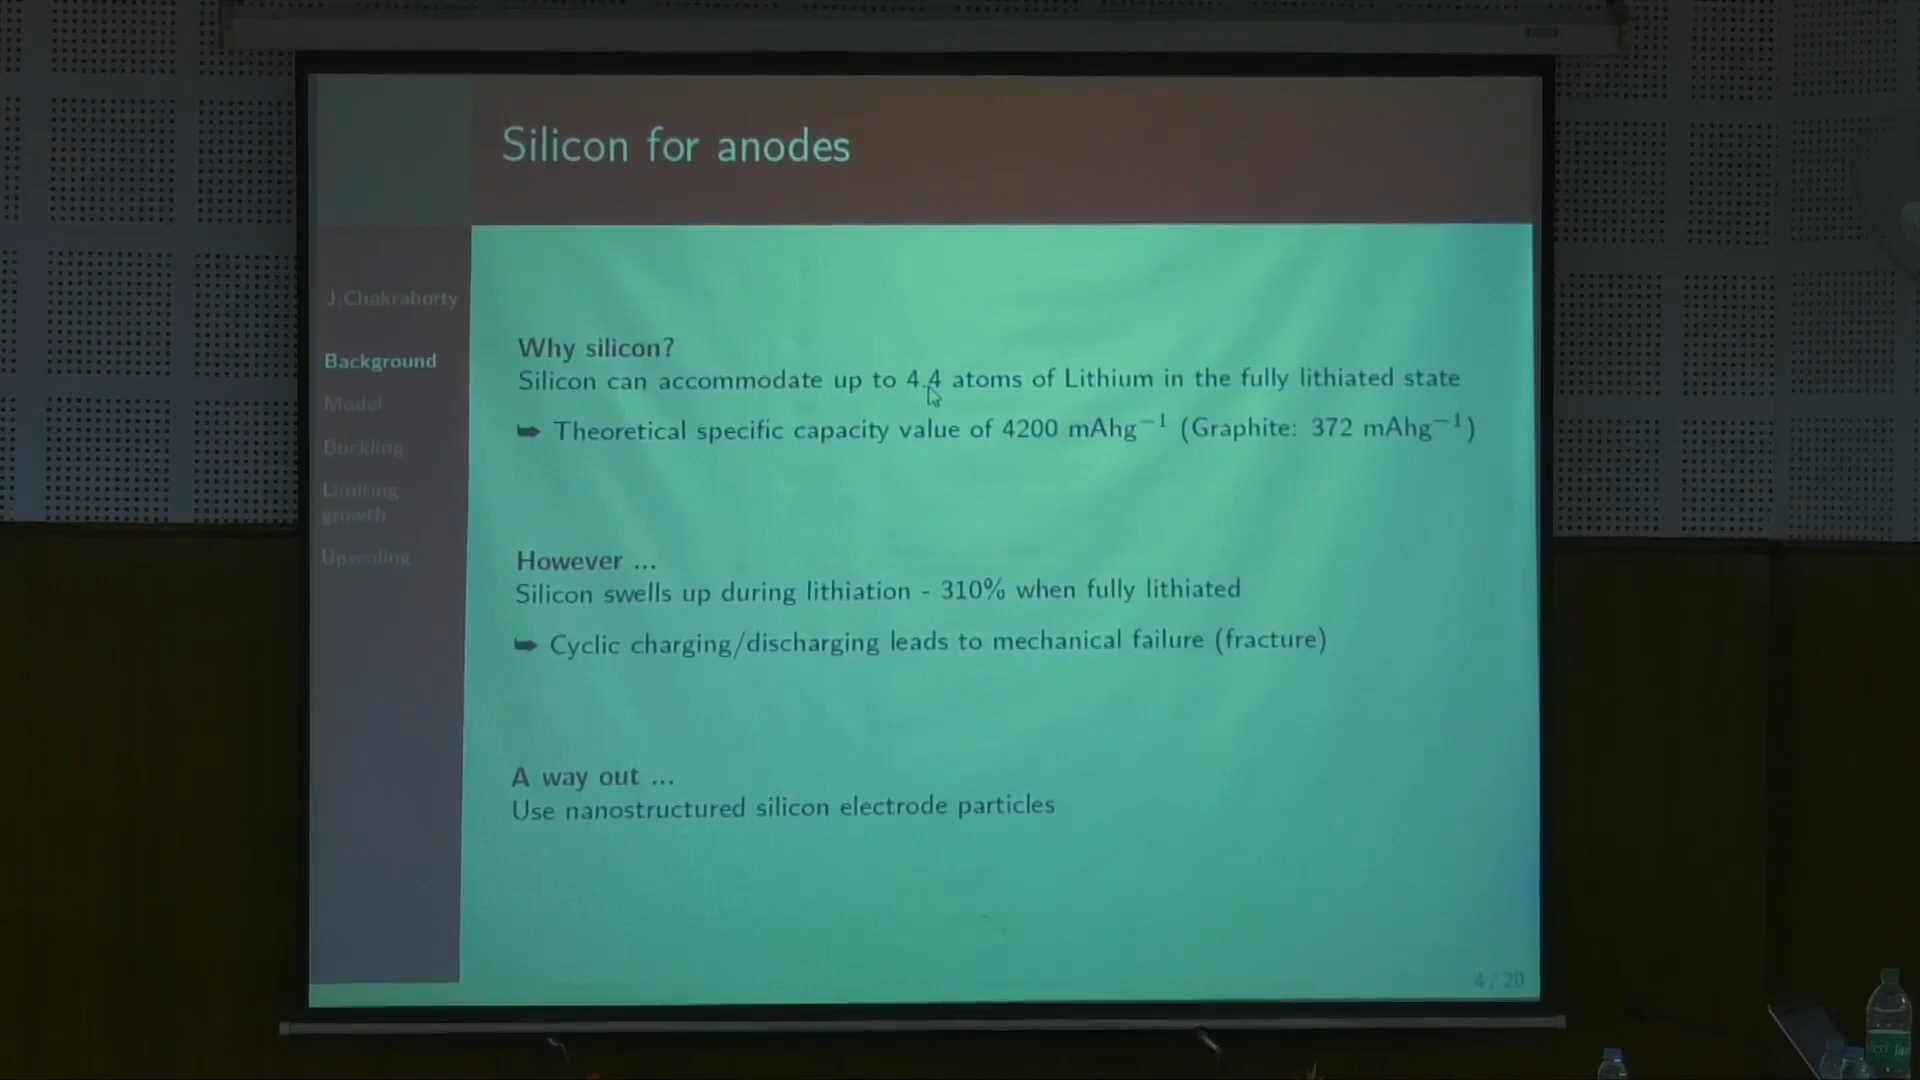 Silicon for anodes
J.Chakraborty
Background
Model
Buckling
Limiting
growth
Upscaling
Why silicon?
Silicon can accommodate up to 4.4 atoms of Lithium in the fully lithiated state
➥ Theoretical specific capacity value of 4200 mAhg⁻¹ (Graphite: 372 mAhg⁻¹)
However ...
Silicon swells up during lithiation - 310% when fully lithiated
➥ Cyclic charging/discharging leads to mechanical failure (fracture)
A way out ...
Use nanostructured silicon electrode particles
4 / 20